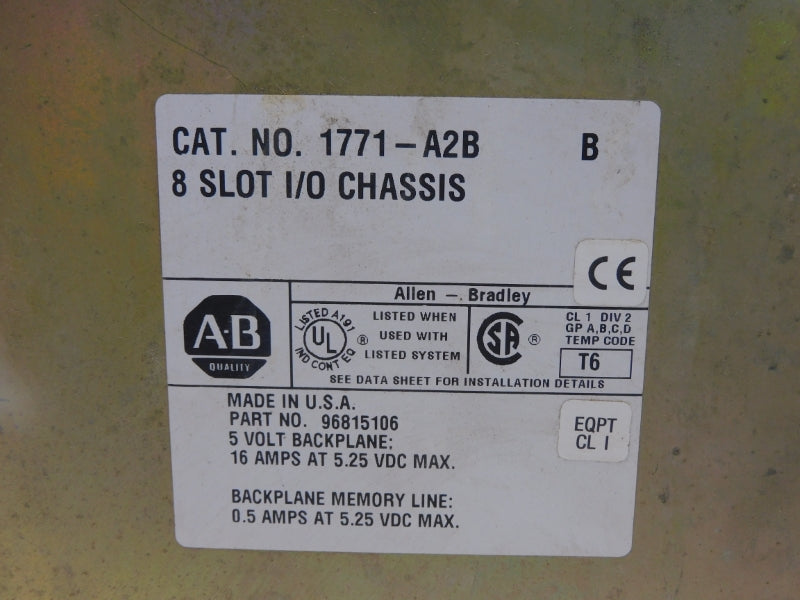 CAT. NO. 1771-A2B B
8 SLOT I/O CHASSIS
CE
Allen - Bradley
A-B
QUALITY
LISTED A191
UL ®
IND CONT EQ
LISTED WHEN
USED WITH
LISTED SYSTEM
SA ®
CL 1 DIV 2
GP A,B,C,D
TEMP CODE
T6
SEE DATA SHEET FOR INSTALLATION DETAILS
MADE IN U.S.A.
PART NO. 96815106
5 VOLT BACKPLANE:
16 AMPS AT 5.25 VDC MAX.
EQPT
CL I
BACKPLANE MEMORY LINE:
0.5 AMPS AT 5.25 VDC MAX.